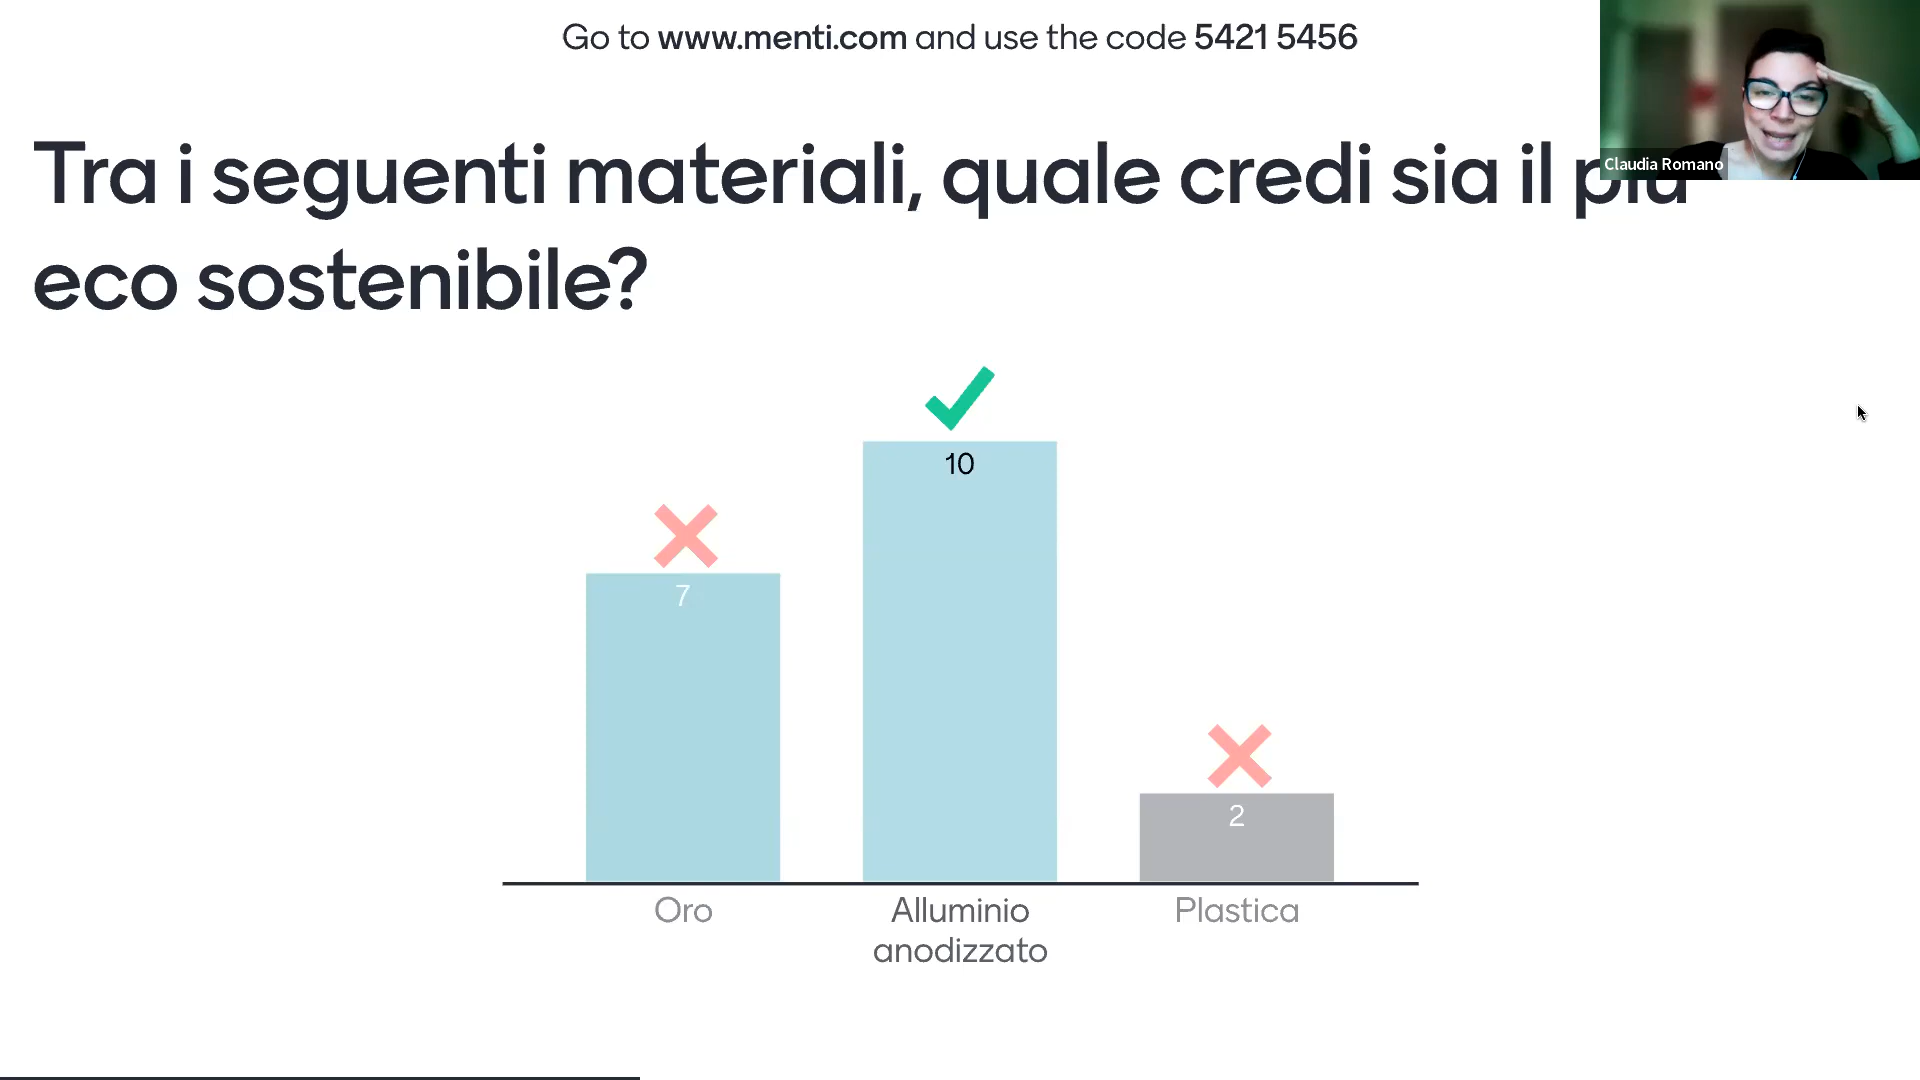 Go to www.menti.com and use the code 5421 5456
Claudia Romano
Tra i seguenti materiali, quale credi sia il più
eco sostenibile?
10
7
2
Oro
Alluminio
anodizzato
Plastica